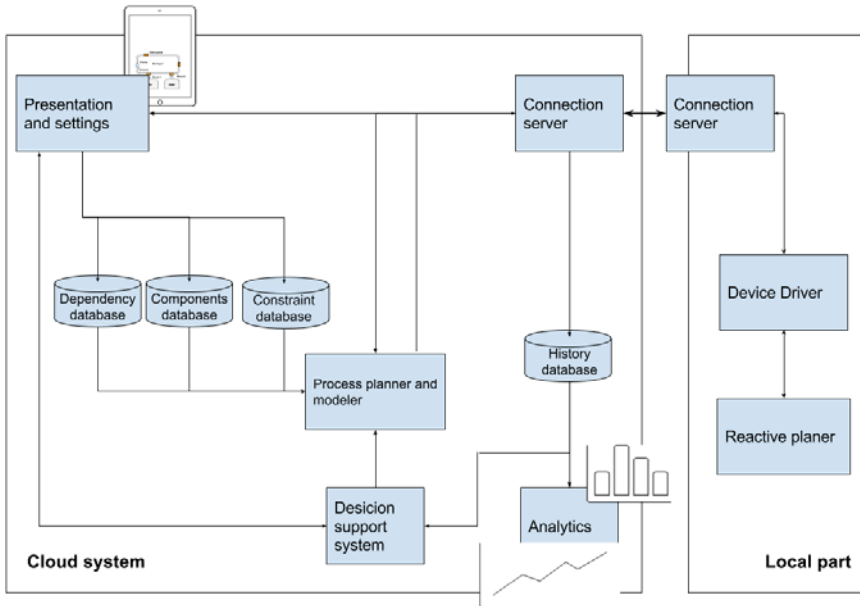 Presentation
and settings
Connection
server
Connection
server
Dependency
database
Components
database
Constraint
database
Device Driver
History
database
Process planner and
modeler
Reactive planer
Desicion
support
system
Analytics
Cloud system
Local part